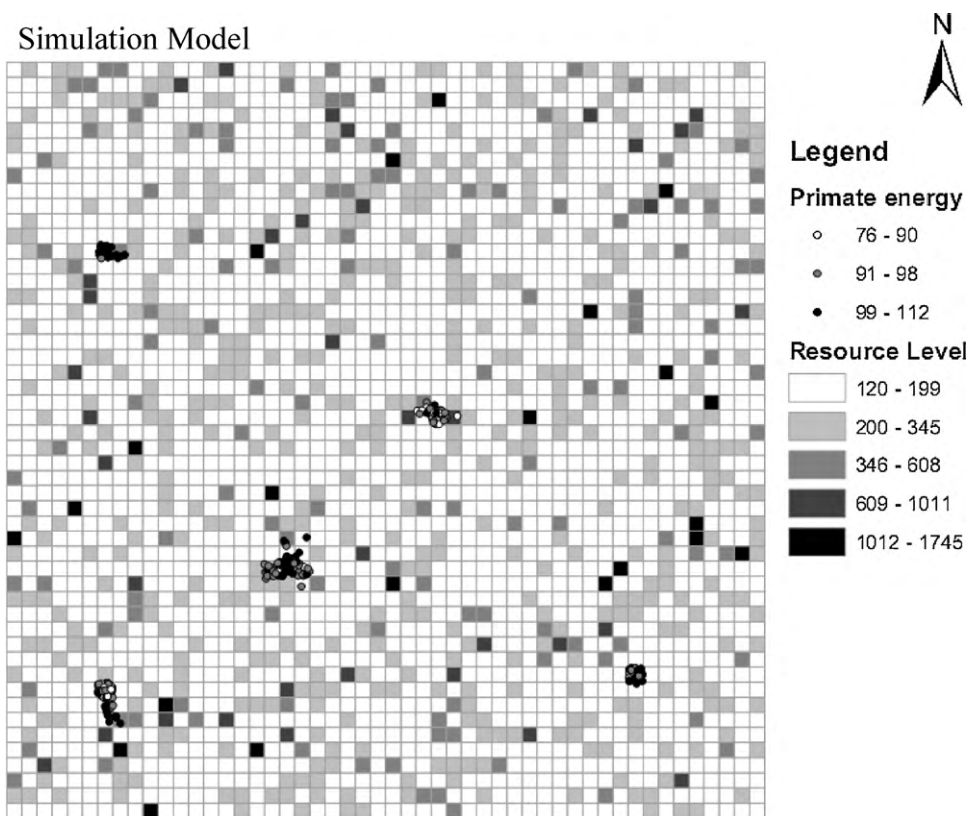 Simulation Model
N
Legend
Primate energy
76 - 90
91 - 98
99 - 112
Resource Level
120 - 199
200 - 345
346 - 608
609 - 1011
1012 - 1745